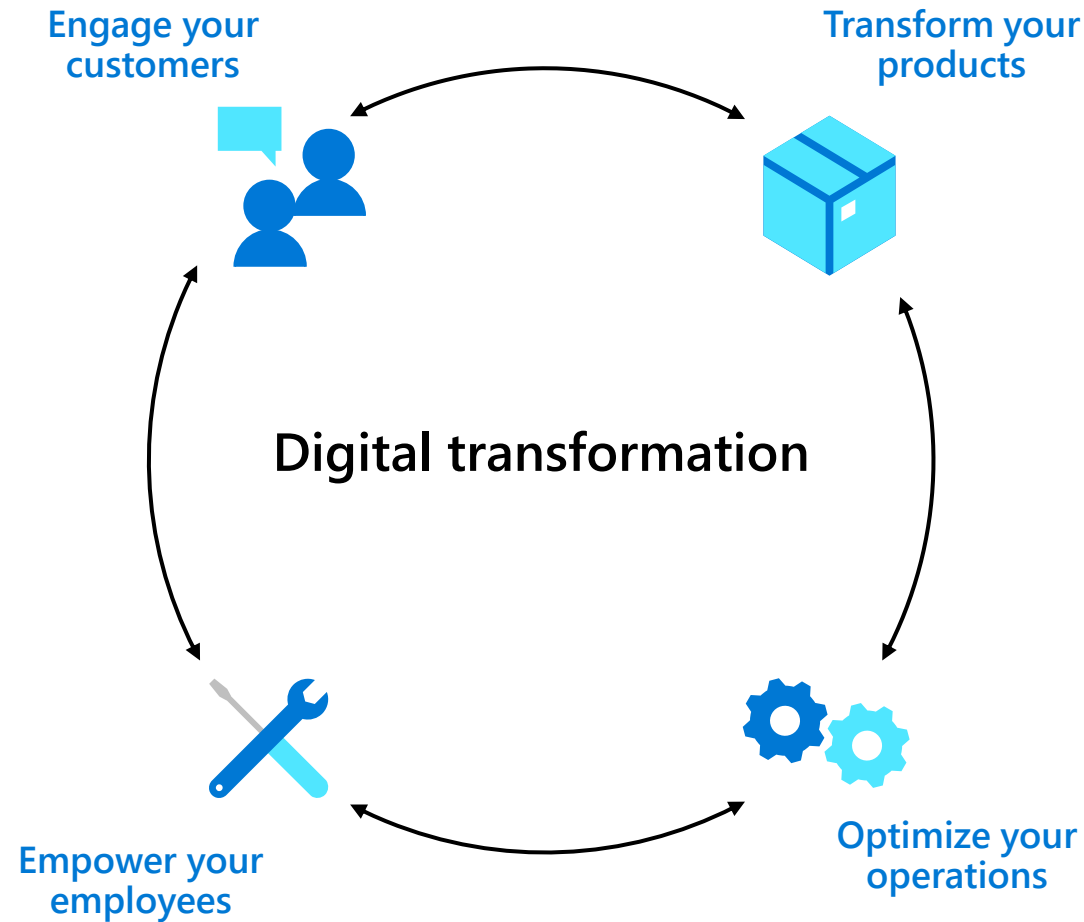 Engage your
customers
Transform your
products
Digital transformation
Empower your
employees
Optimize your
operations